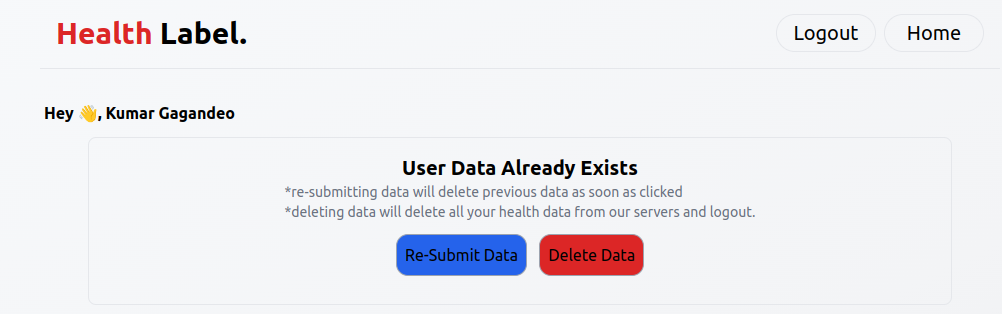 Health Label.
Logout
Home
Hey 👋, Kumar Gagandeo
User Data Already Exists
*re-submitting data will delete previous data as soon as clicked
*deleting data will delete all your health data from our servers and logout.
Re-Submit Data
Delete Data